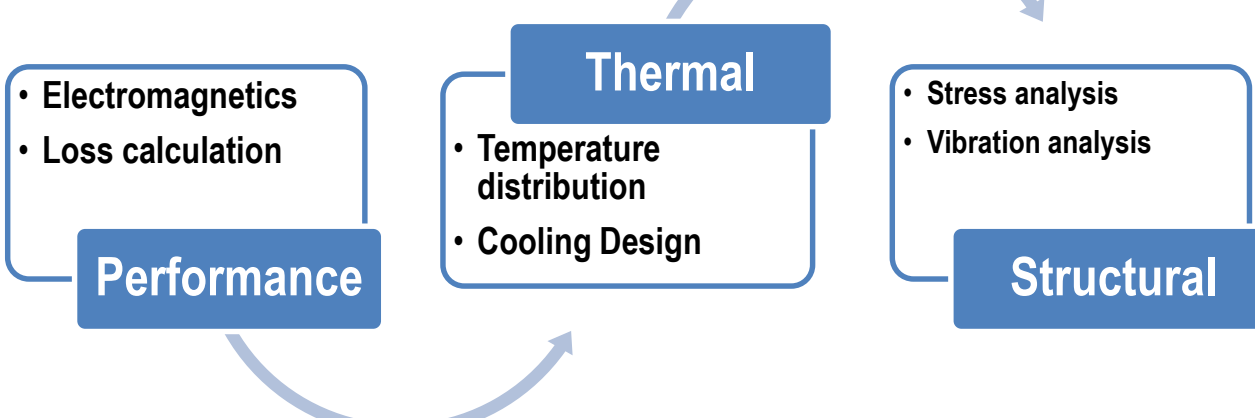 • Electromagnetics
• Loss calculation
Performance
Thermal
• Temperature
distribution
• Cooling Design
• Stress analysis
• Vibration analysis
Structural